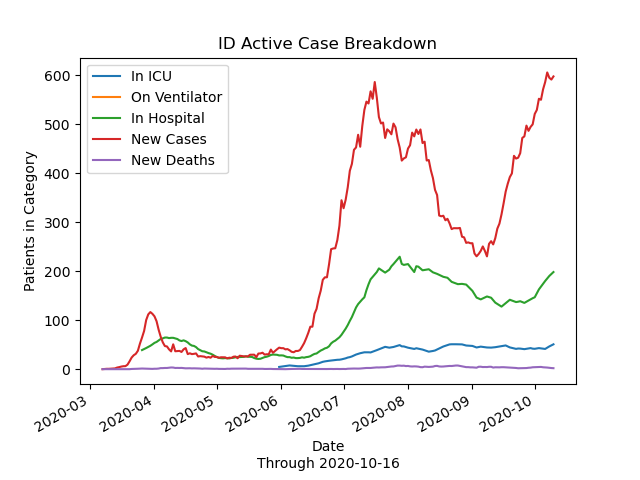 ID Active Case Breakdown
In ICU
On Ventilator
In Hospital
New Cases
New Deaths
Patients in Category
600
500
400
300
200
100
0
2020-03
2020-04
2020-05
2020-06
2020-07
2020-08
2020-09
2020-10
Date
Through 2020-10-16